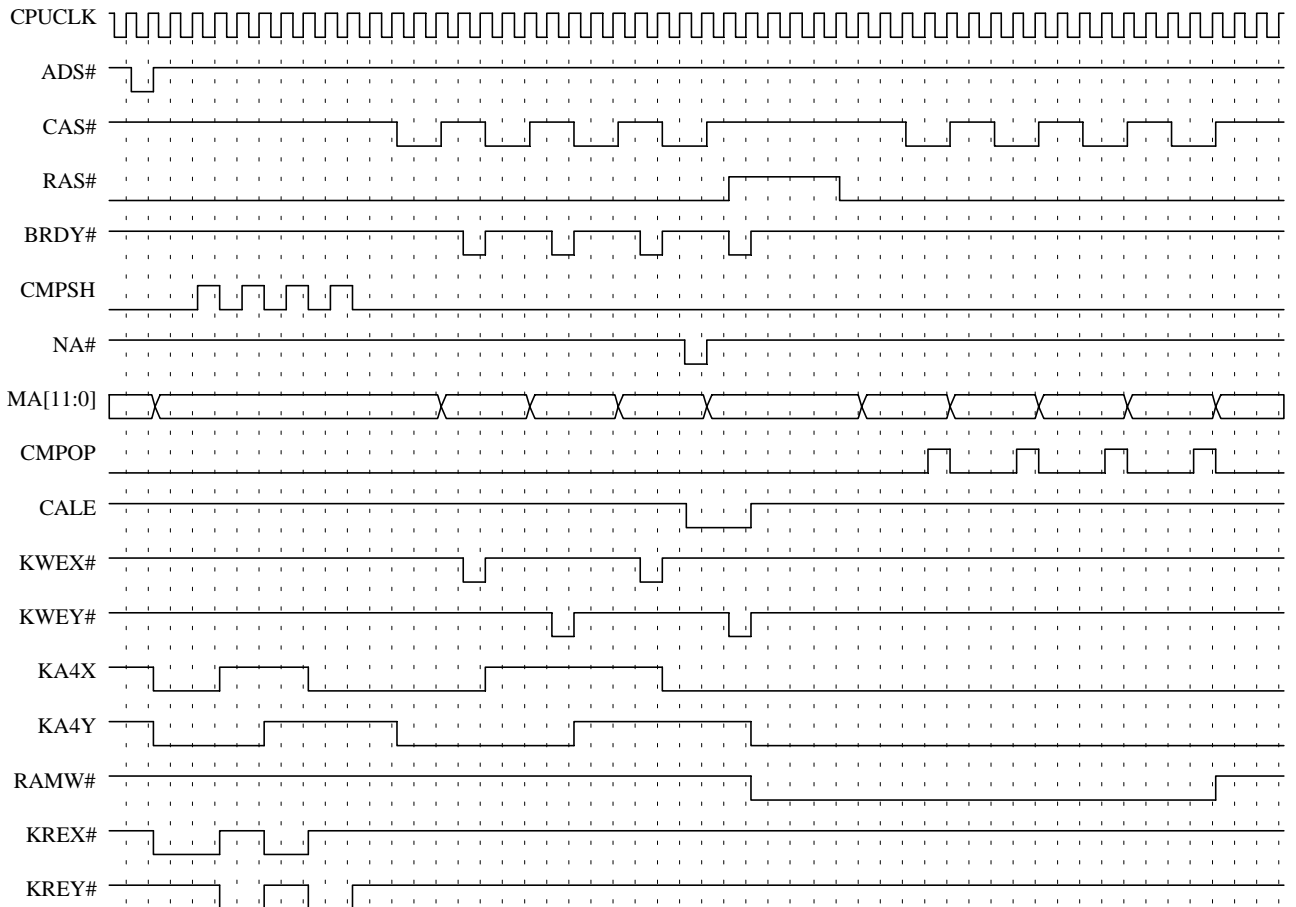 CPUCLK
ADS#
CAS#
RAS#
BRDY#
CMPSH
NA#
MA[11:0]
CMPOP
CALE
KWEX#
KWEY#
KA4X
KA4Y
RAMW#
KREX#
KREY#